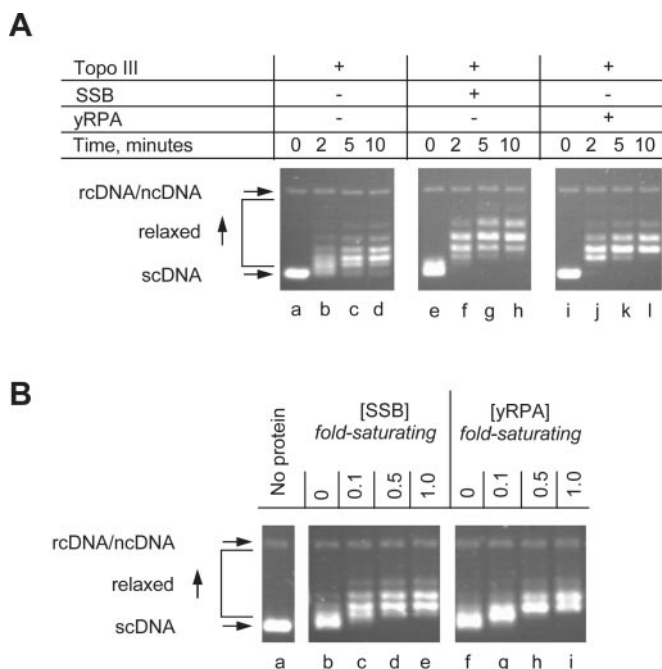 A
Topo III + + +
SSB - + -
yRPA - - +
Time, minutes 0 2 5 10 0 2 5 10 0 2 5 10
rcDNA/ncDNA
relaxed
scDNA
a b c d e f g h i j k l
B
No protein
[SSB] [yRPA]
fold-saturating fold-saturating
0 0.1 0.5 1.0 0 0.1 0.5 1.0
rcDNA/ncDNA
relaxed
scDNA
a b c d e f g h i